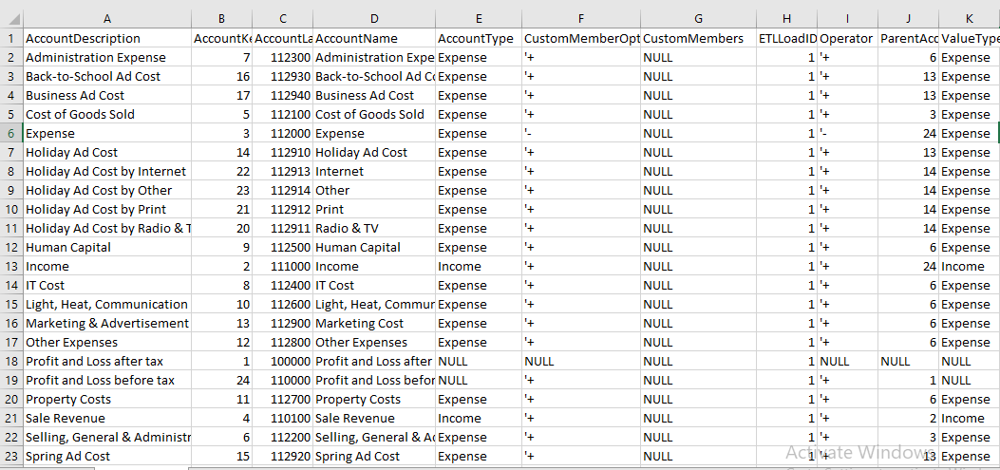 A B C D E F G H I J K
1 AccountDescription AccountKe AccountLa AccountName AccountType CustomMemberOpt CustomMembers ETLLoadID Operator ParentAcc ValueType
2 Administration Expense 7 112300 Administration Expe Expense '+ NULL 1 '+ 6 Expense
3 Back-to-School Ad Cost 16 112930 Back-to-School Ad Co Expense '+ NULL 1 '+ 13 Expense
4 Business Ad Cost 17 112940 Business Ad Cost Expense '+ NULL 1 '+ 13 Expense
5 Cost of Goods Sold 5 112100 Cost of Goods Sold Expense '+ NULL 1 '+ 3 Expense
6 Expense 3 112000 Expense Expense '- NULL 1 '- 24 Expense
7 Holiday Ad Cost 14 112910 Holiday Ad Cost Expense '+ NULL 1 '+ 13 Expense
8 Holiday Ad Cost by Internet 22 112913 Internet Expense '+ NULL 1 '+ 14 Expense
9 Holiday Ad Cost by Other 23 112914 Other Expense '+ NULL 1 '+ 14 Expense
10 Holiday Ad Cost by Print 21 112912 Print Expense '+ NULL 1 '+ 14 Expense
11 Holiday Ad Cost by Radio & T 20 112911 Radio & TV Expense '+ NULL 1 '+ 14 Expense
12 Human Capital 9 112500 Human Capital Expense '+ NULL 1 '+ 6 Expense
13 Income 2 111000 Income Income '+ NULL 1 '+ 24 Income
14 IT Cost 8 112400 IT Cost Expense '+ NULL 1 '+ 6 Expense
15 Light, Heat, Communication 10 112600 Light, Heat, Commur Expense '+ NULL 1 '+ 6 Expense
16 Marketing & Advertisement 13 112900 Marketing Cost Expense '+ NULL 1 '+ 6 Expense
17 Other Expenses 12 112800 Other Expenses Expense '+ NULL 1 '+ 6 Expense
18 Profit and Loss after tax 1 100000 Profit and Loss after NULL NULL NULL 1 NULL NULL NULL
19 Profit and Loss before tax 24 110000 Profit and Loss befor NULL '+ NULL 1 '+ 1 NULL
20 Property Costs 11 112700 Property Costs Expense '+ NULL 1 '+ 6 Expense
21 Sale Revenue 4 110100 Sale Revenue Income '+ NULL 1 '+ 2 Income
22 Selling, General & Administr 6 112200 Selling, General & Ac Expense '+ NULL 1 '+ 3 Expense
23 Spring Ad Cost 15 112920 Spring Ad Cost Expense '+ NULL 1 '+ 13 Expense
Activate Windows